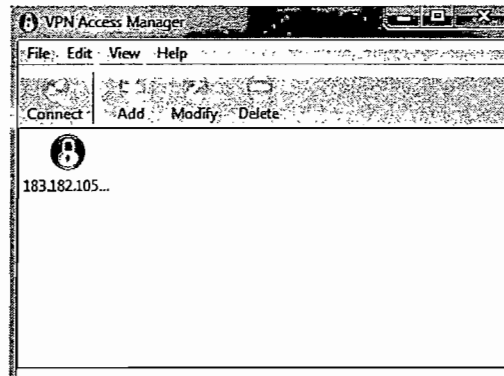 VPN Access Manager
File Edit View Help
Connect Add Modify Delete
183.182.105...